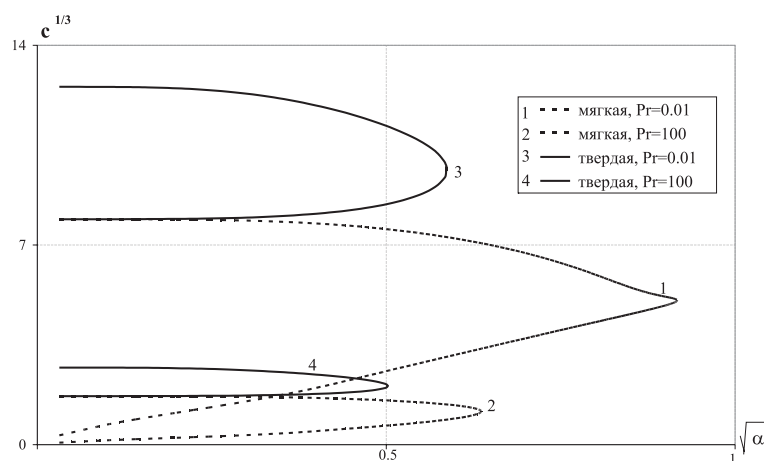 c 1/3
14
1 мягкая, Pr=0.01
2 мягкая, Pr=100
3 твердая, Pr=0.01
4 твердая, Pr=100
3
7
1
4
2
0
0.5
1
√α